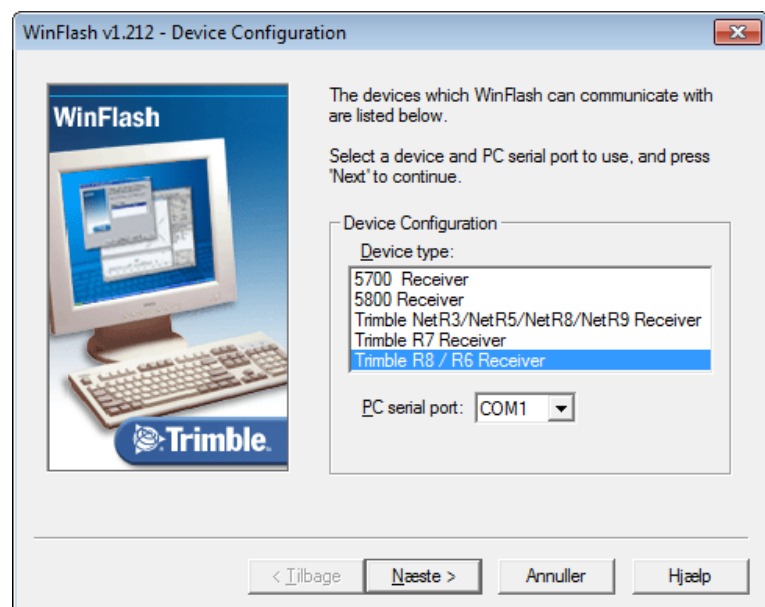 WinFlash v1.212 - Device Configuration
WinFlash
Trimble.
The devices which WinFlash can communicate with
are listed below.
Select a device and PC serial port to use, and press
'Next' to continue.
Device Configuration
Device type:
5700 Receiver
5800 Receiver
Trimble NetR3/NetR5/NetR8/NetR9 Receiver
Trimble R7 Receiver
Trimble R8 / R6 Receiver
PC serial port: COM1
< Tilbage Næste > Annuller Hjælp